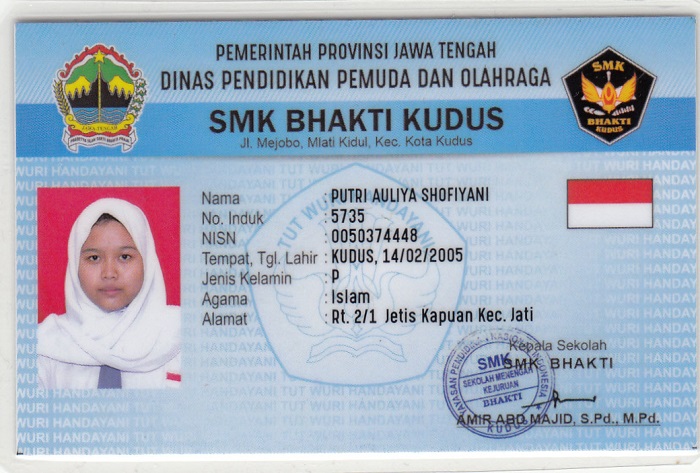 PEMERINTAH PROVINSI JAWA TENGAH
DINAS PENDIDIKAN PEMUDA DAN OLAHRAGA
SMK BHAKTI KUDUS
Jl. Mejobo, Mlati Kidul, Kec. Kota Kudus
JAWA TENGAH
SMK
BHAKTI
KUDUS
Nama : PUTRI AULIYA SHOFIYANI
No. Induk : 5735
NISN : 0050374448
Tempat, Tgl. Lahir : KUDUS, 14/02/2005
Jenis Kelamin : P
Agama : Islam
Alamat : Rt. 2/1 Jetis Kapuan Kec. Jati
Kepala Sekolah
SMK BHAKTI
AMIR ABD MAJID, S.Pd., M.Pd.
SMK
SEKOLAH MENENGAH
KEJURUAN
BHAKTI
KUDUS
TUT WURI HANDAYANI